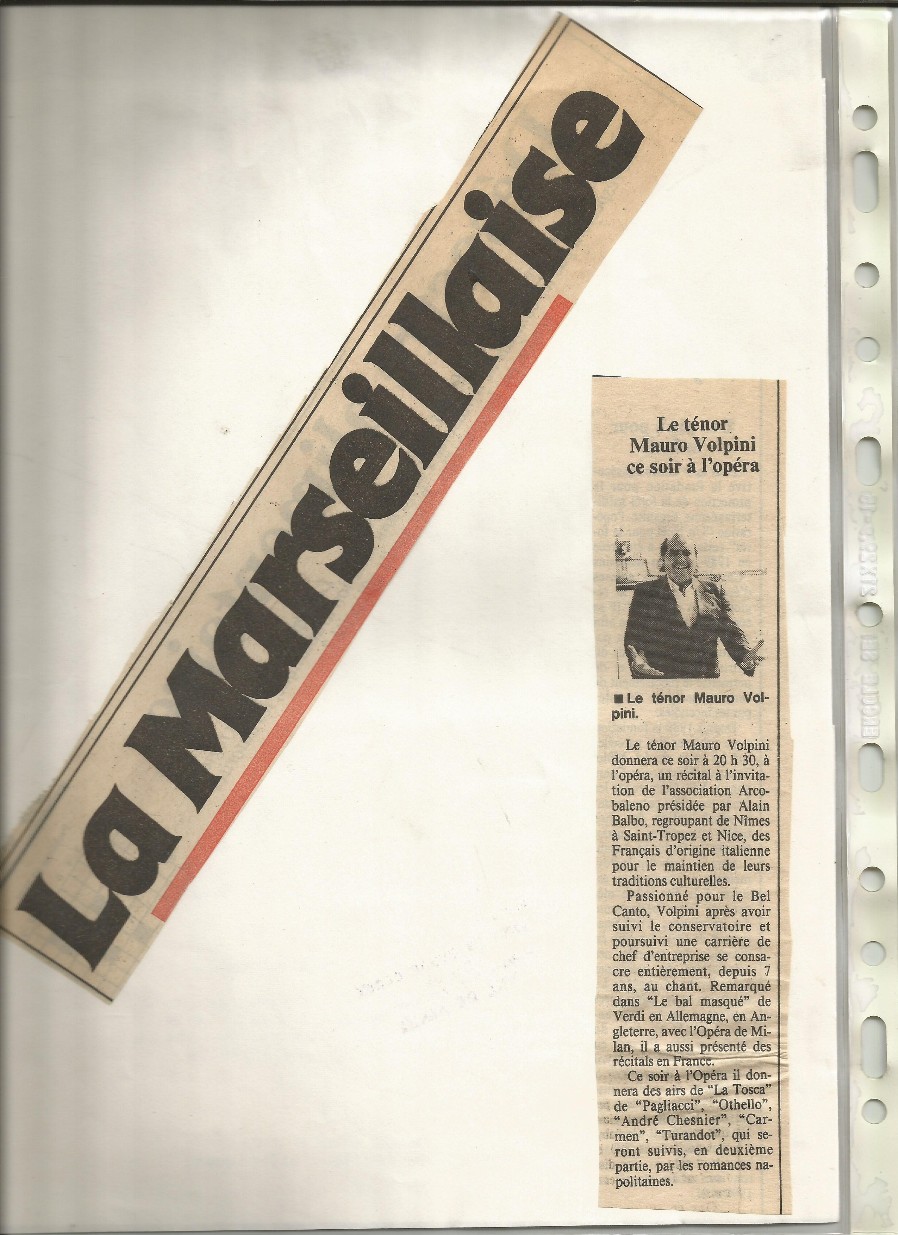 La Marseillaise
Le ténor
Mauro Volpini
ce soir à l'opéra
■ Le ténor Mauro Vol-
pini.
Le ténor Mauro Volpini
donnera ce soir à 20 h 30, à
l'opéra, un récital à l'invita-
tion de l'association Arco-
baleno présidée par Alain
Balbo, regroupant de Nîmes
à Saint-Tropez et Nice, des
Français d'origine italienne
pour le maintien de leurs
traditions culturelles.
Passionné pour le Bel
Canto, Volpini après avoir
suivi le conservatoire et
poursuivi une carrière de
chef d'entreprise se consa-
cre entièrement, depuis 7
ans, au chant. Remarqué
dans "Le bal masqué" de
Verdi en Allemagne, en An-
gleterre, avec l'Opéra de Mi-
lan, il a aussi présenté des
récitals en France.
Ce soir à l'Opéra il don-
nera des airs de "La Tosca"
de "Pagliacci", "Othello",
"André Chesnier", "Car-
men", "Turandot", qui se-
ront suivis, en deuxième
partie, par les romances na-
politaines.